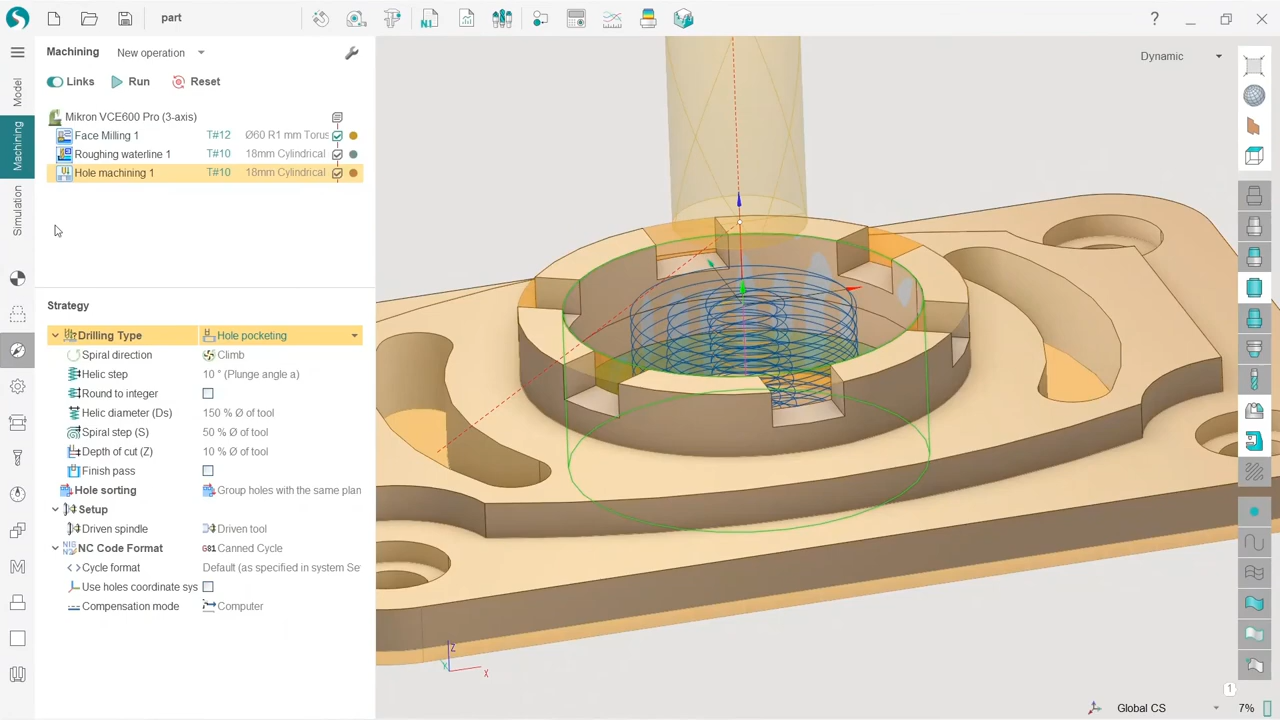 part
?
Machining New operation
Links Run Reset
Mikron VCE600 Pro (3-axis)
Face Milling 1 T#12 Ø60 R1 mm Torus
Roughing waterline 1 T#10 18mm Cylindrical
Hole machining 1 T#10 18mm Cylindrical
Model
Machining
Simulation
Strategy
Drilling Type Hole pocketing
Spiral direction Climb
Helic step 10 ° (Plunge angle a)
Round to integer
Helic diameter (Ds) 150 % Ø of tool
Spiral step (S) 50 % Ø of tool
Depth of cut (Z) 10 % Ø of tool
Finish pass
Hole sorting Group holes with the same plan
Setup
Driven spindle Driven tool
NC Code Format G81 Canned Cycle
Cycle format Default (as specified in system Se
Use holes coordinate sys
Compensation mode Computer
Dynamic
Z
Y
X
1
Global CS 7%